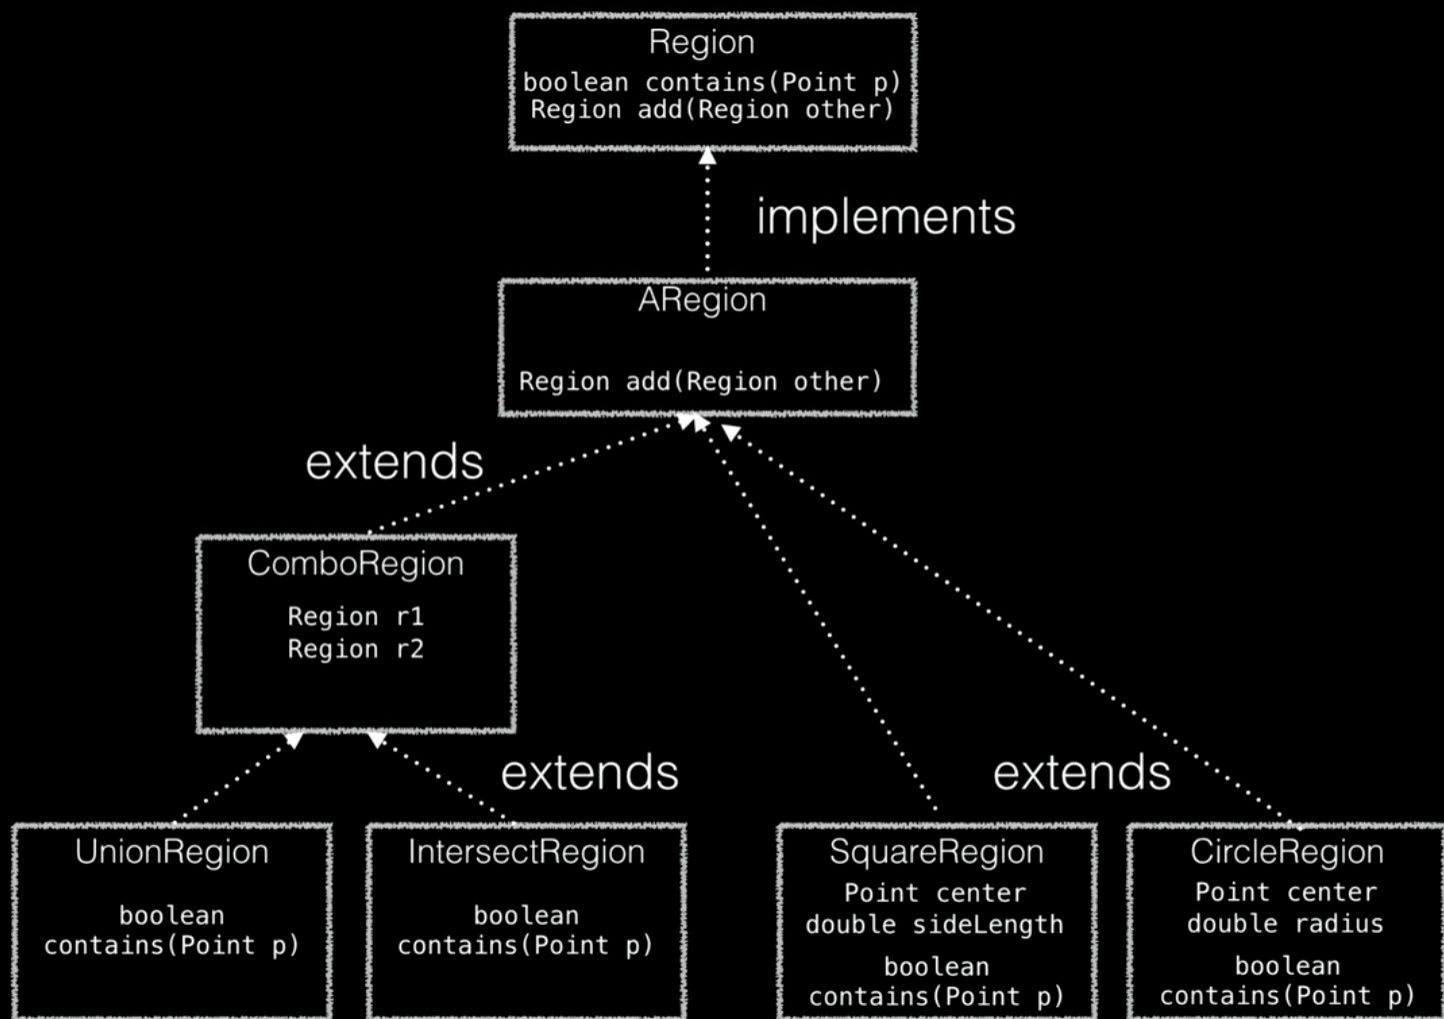 Region
boolean contains(Point p)
Region add(Region other)
implements
ARegion
Region add(Region other)
extends
ComboRegion
Region r1
Region r2
extends
extends
UnionRegion
boolean
contains(Point p)
IntersectRegion
boolean
contains(Point p)
SquareRegion
Point center
double sideLength
boolean
contains(Point p)
CircleRegion
Point center
double radius
boolean
contains(Point p)